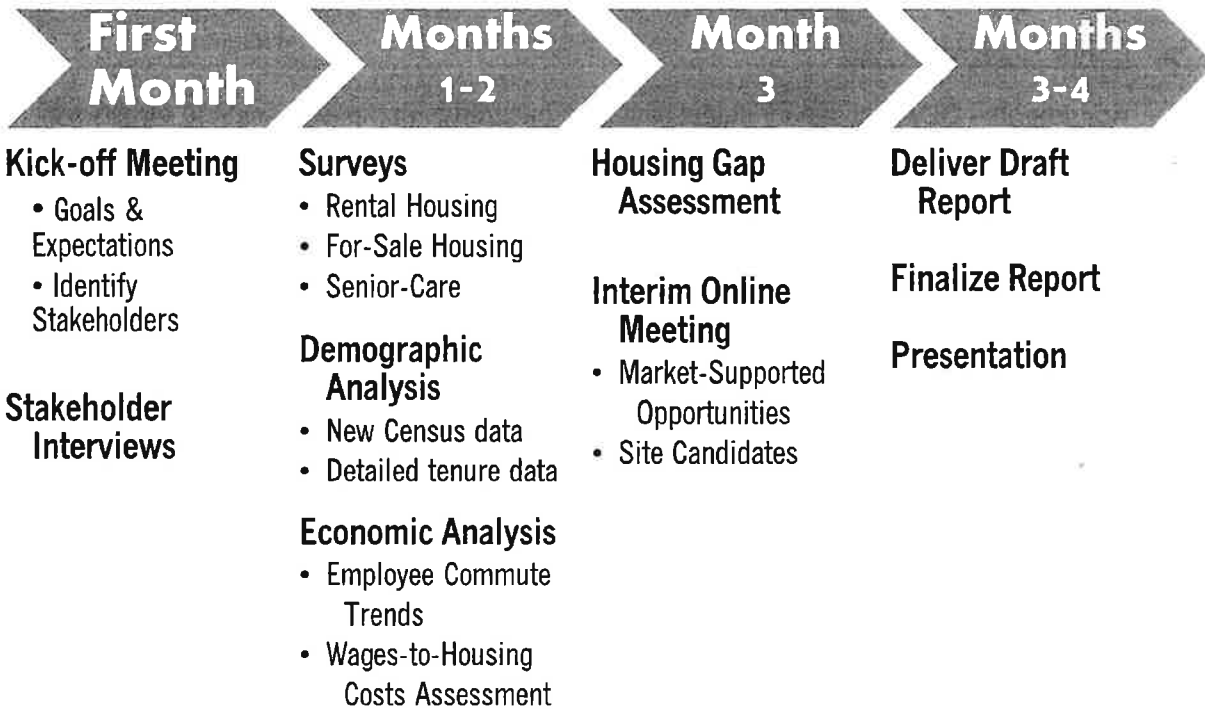 First
Month
Months
1-2
Month
3
Months
3-4
Kick-off Meeting
• Goals &
Expectations
• Identify
Stakeholders
Stakeholder
Interviews
Surveys
• Rental Housing
• For-Sale Housing
• Senior-Care
Demographic
Analysis
• New Census data
• Detailed tenure data
Economic Analysis
• Employee Commute
Trends
• Wages-to-Housing
Costs Assessment
Housing Gap
Assessment
Interim Online
Meeting
• Market-Supported
Opportunities
• Site Candidates
Deliver Draft
Report
Finalize Report
Presentation